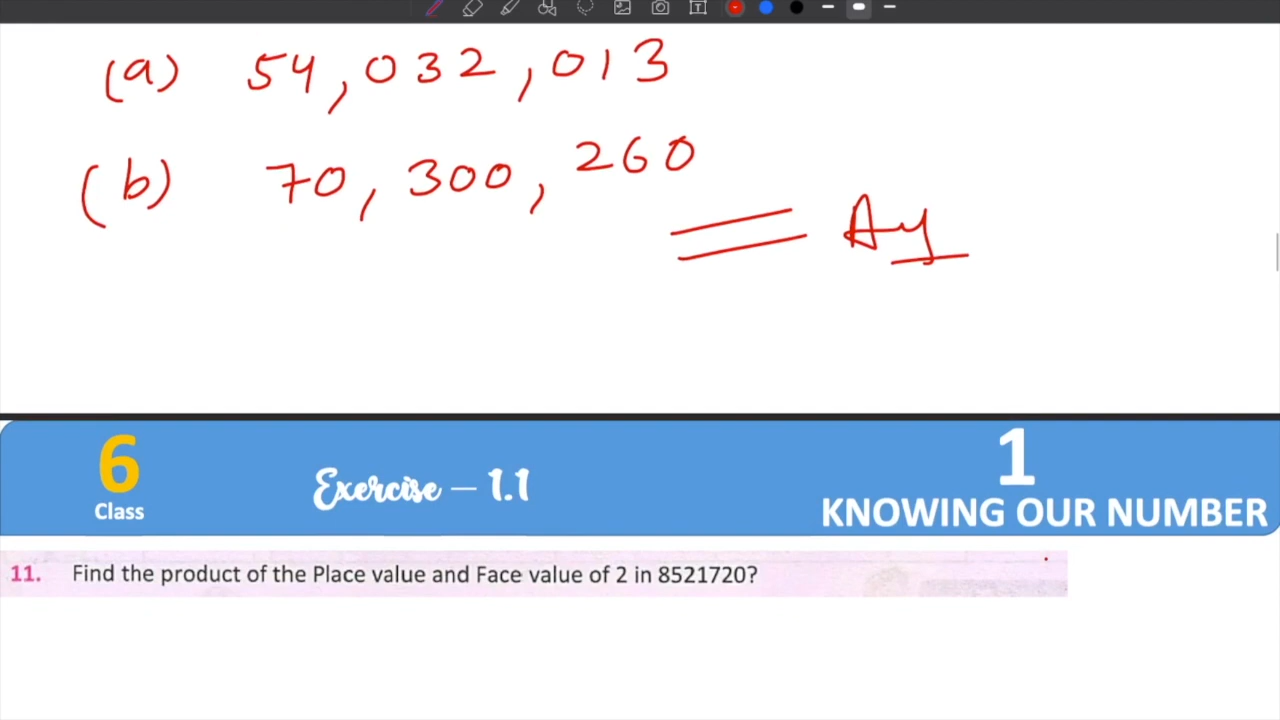 (a) 54,032,013
(b) 70,300,260
6
Class
Exercise – 1.1
1
KNOWING OUR NUMBER
11. Find the product of the Place value and Face value of 2 in 8521720?